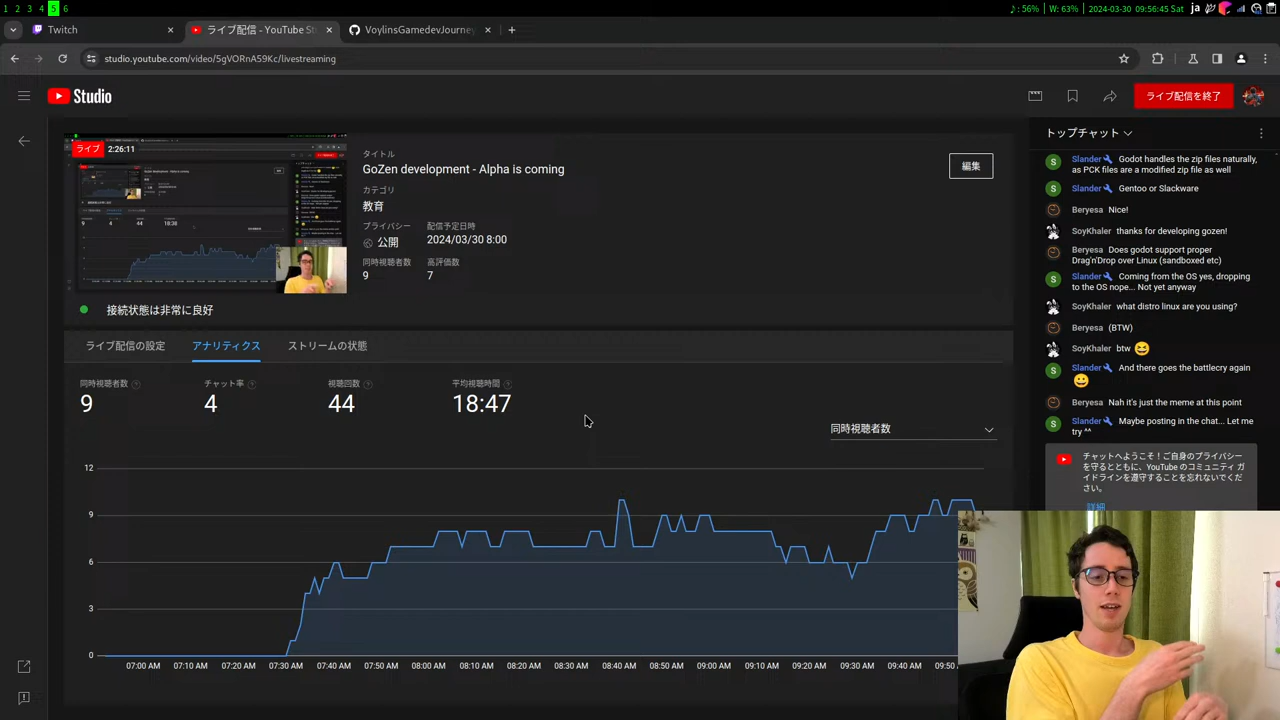 1 2 3 4 5 6
♪: 56% | W: 63% | 2024-03-30 09:56:45 Sat | ja
Twitch
ライブ配信 - YouTube St
VoylinsGamedevJourney
studio.youtube.com/video/5gVORnA59Kc/livestreaming
Studio
ライブ配信を終了
ライブ 2:26:11
タイトル
GoZen development - Alpha is coming
カテゴリ
教育
プライバシー
公開
配信予定日時
2024/03/30 8:00
同時視聴者数
9
高評価数
7
編集
接続状態は非常に良好
ライブ配信の設定 アナリティクス ストリームの状態
同時視聴者数 チャット率 視聴回数 平均視聴時間
9 4 44 18:47
同時視聴者数
12
9
6
3
0
07:00 AM 07:10 AM 07:20 AM 07:30 AM 07:40 AM 07:50 AM 08:00 AM 08:10 AM 08:20 AM 08:30 AM 08:40 AM 08:50 AM 09:00 AM 09:10 AM 09:20 AM 09:30 AM 09:40 AM 09:50
トップチャット
Slander Godot handles the zip files naturally,
as PCK files are a modified zip file as
well
Slander Gentoo or Slackware
Beryesa Nice!
SoyKhaler thanks for developing gozen!
Beryesa Does godot support proper
Drag'n'Drop over Linux (sandboxed etc)
Slander Coming from the OS yes, dropping
to the OS nope... Not yet anyway
SoyKhaler what distro linux are you using?
Beryesa (BTW)
SoyKhaler btw 😆
Slander And there goes the battlecry again
😀
Beryesa Nah it's just the meme at this point
Slander Maybe posting in the chat... Let me
try ^^
チャットへようこそ！ご自身のプライバシー
を守るとともに、YouTube のコミュニティ ガ
イドラインを遵守することを忘れないでくだ
さい。
詳細